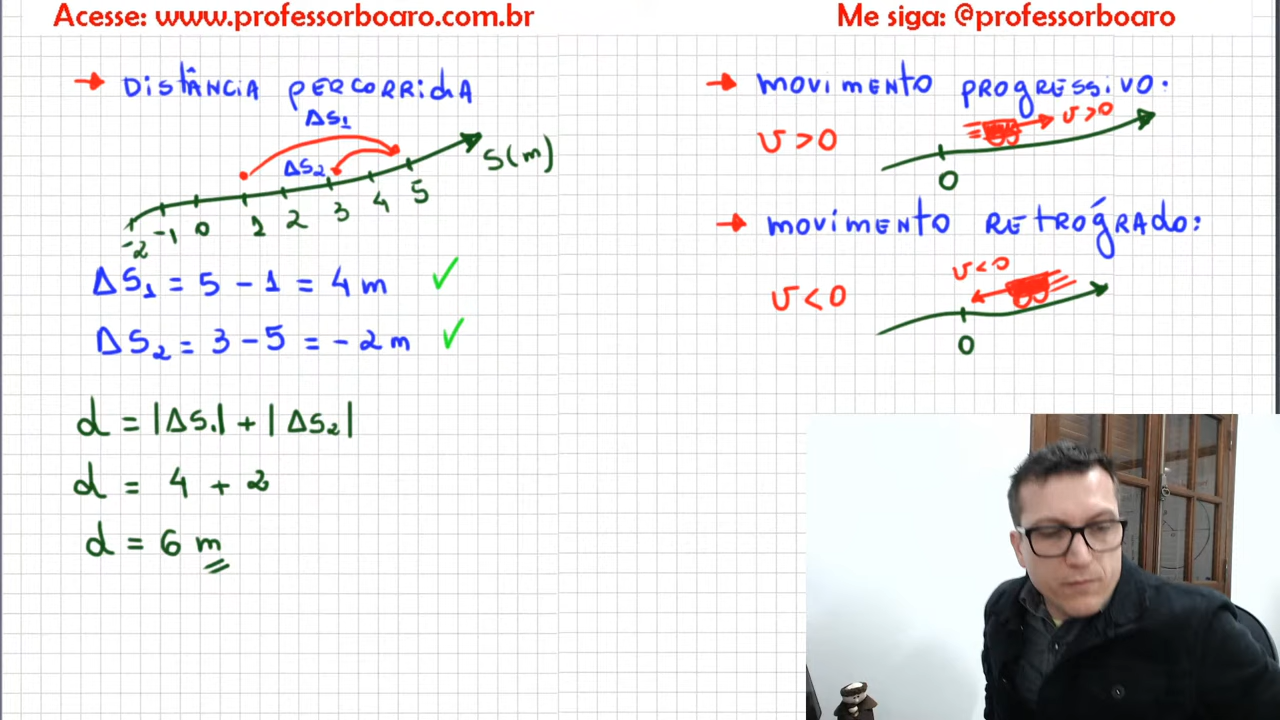 Acesse: www.professorboaro.com.br
Me siga: @professorboaro
→ Distância percorrida
ΔS₁
ΔS₂
S(m)
-2 -1 0 1 2 3 4 5
ΔS₁ = 5 - 1 = 4 m ✓
ΔS₂ = 3 - 5 = - 2 m ✓
d = |ΔS₁| + |ΔS₂|
d = 4 + 2
d = 6 m
→ movimento progressivo:
v > 0
v > 0
0
→ movimento retrógrado:
v < 0
v < 0
0